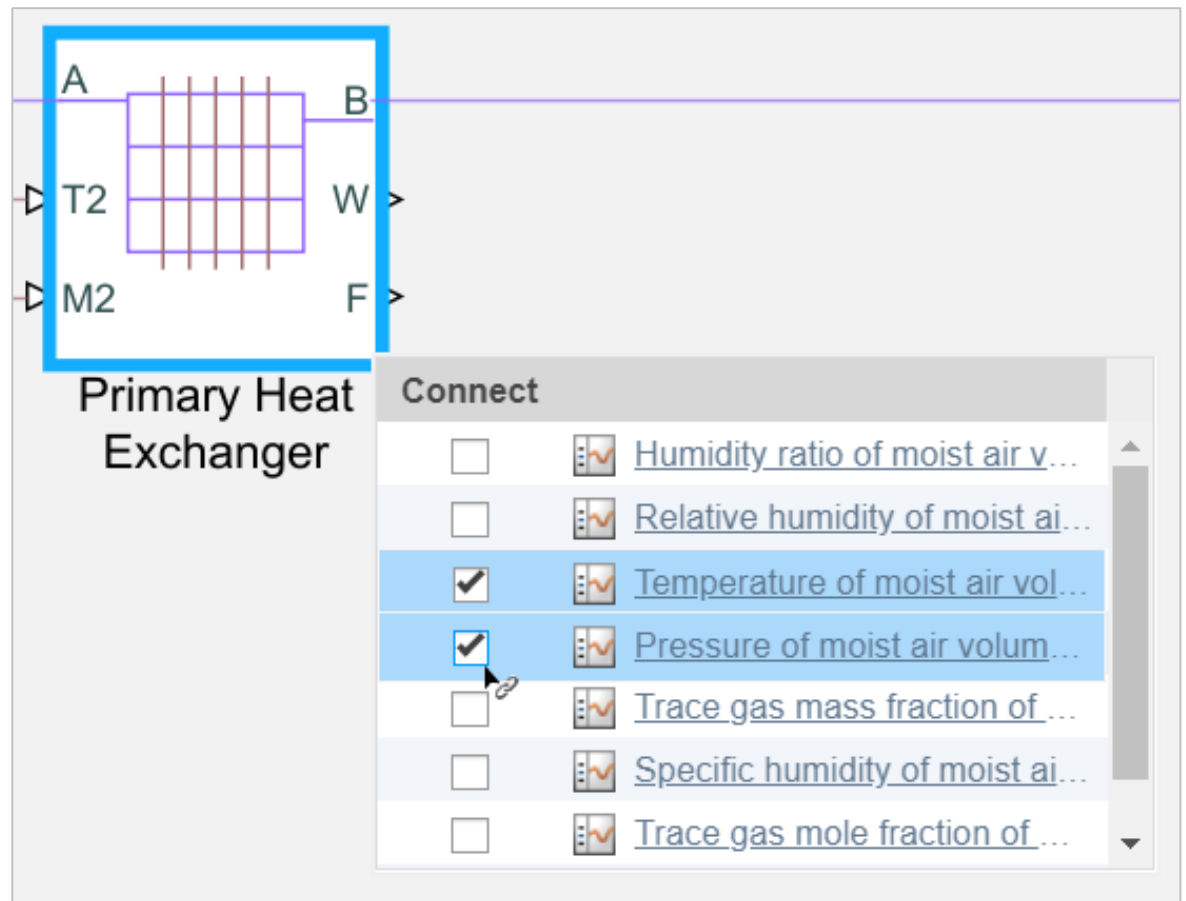 A
B
T2
W
M2
F
Primary Heat
Exchanger
Connect
Humidity ratio of moist air v...
Relative humidity of moist ai...
Temperature of moist air vol...
Pressure of moist air volum...
Trace gas mass fraction of ...
Specific humidity of moist ai...
Trace gas mole fraction of ...